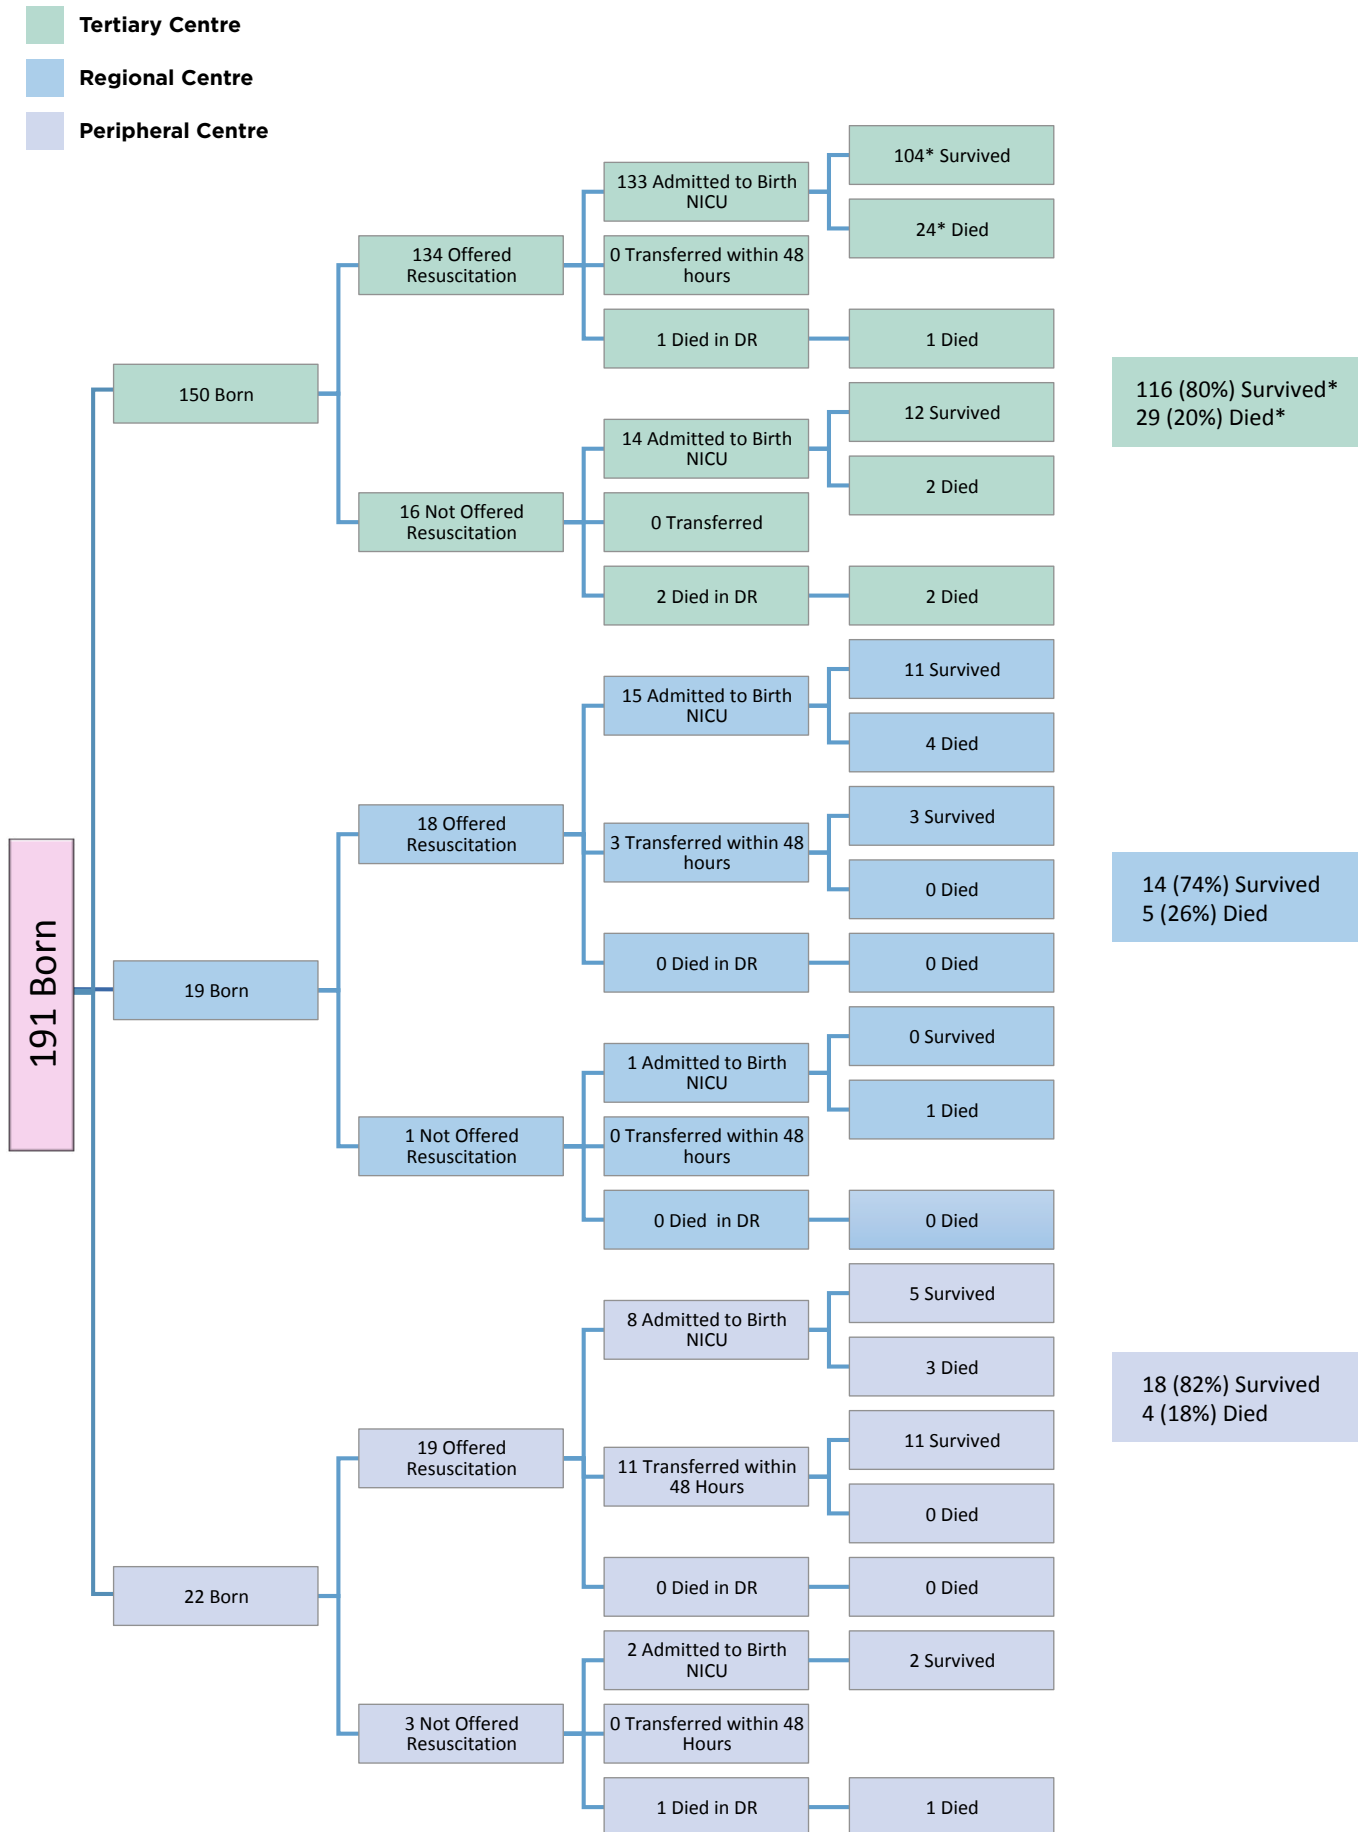 Tertiary Centre
Regional Centre
Peripheral Centre
191 Born
150 Born
134 Offered
Resuscitation
133 Admitted to Birth
NICU
104* Survived
24* Died
0 Transferred within 48
hours
1 Died in DR
1 Died
16 Not Offered
Resuscitation
14 Admitted to Birth
NICU
12 Survived
2 Died
0 Transferred
2 Died in DR
2 Died
116 (80%) Survived*
29 (20%) Died*
19 Born
18 Offered
Resuscitation
15 Admitted to Birth
NICU
11 Survived
4 Died
3 Transferred within 48
hours
3 Survived
0 Died
0 Died in DR
0 Died
1 Not Offered
Resuscitation
1 Admitted to Birth
NICU
0 Survived
1 Died
0 Transferred within 48
hours
0 Died  in DR
0 Died
14 (74%) Survived
5 (26%) Died
22 Born
19 Offered
Resuscitation
8 Admitted to Birth
NICU
5 Survived
3 Died
11 Transferred within
48 Hours
11 Survived
0 Died
0 Died in DR
0 Died
3 Not Offered
Resuscitation
2 Admitted to Birth
NICU
2 Survived
0 Transferred within 48
Hours
1 Died in DR
1 Died
18 (82%) Survived
4 (18%) Died